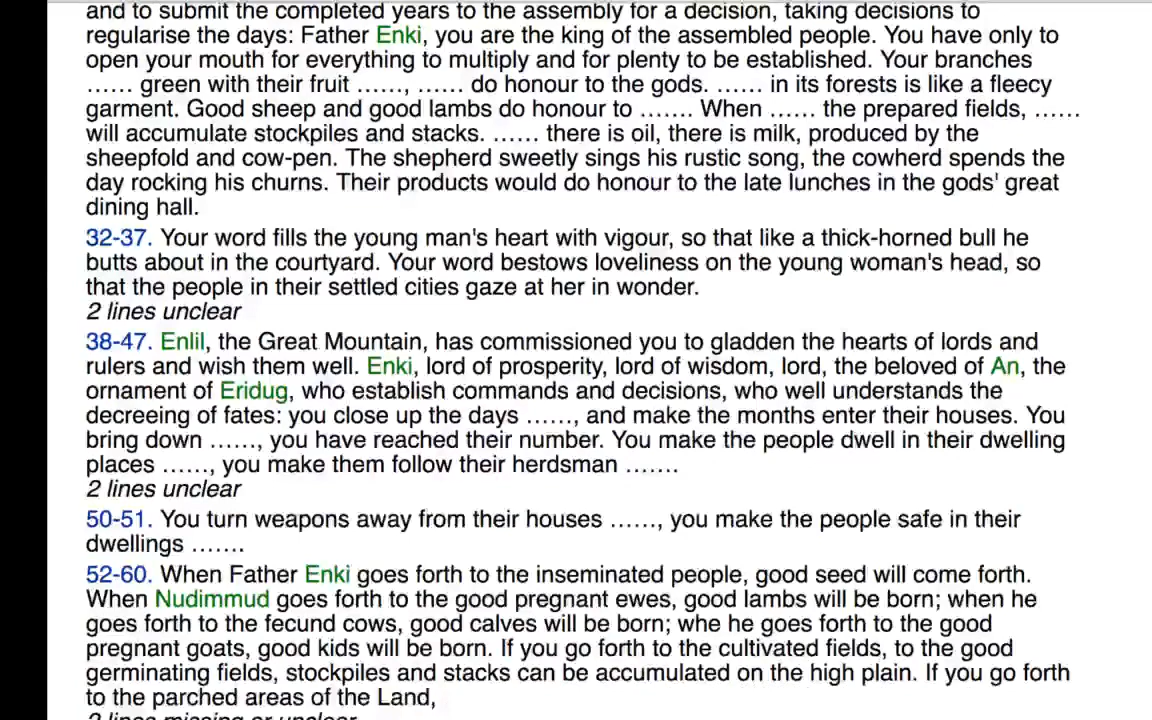 and to submit the completed years to the assembly for a decision, taking decisions to
regularise the days: Father Enki, you are the king of the assembled people. You have only to
open your mouth for everything to multiply and for plenty to be established. Your branches
…… green with their fruit ……, …… do honour to the gods. …… in its forests is like a fleecy
garment. Good sheep and good lambs do honour to ……. When …… the prepared fields, ……
will accumulate stockpiles and stacks. …… there is oil, there is milk, produced by the
sheepfold and cow-pen. The shepherd sweetly sings his rustic song, the cowherd spends the
day rocking his churns. Their products would do honour to the late lunches in the gods' great
dining hall.
32-37. Your word fills the young man's heart with vigour, so that like a thick-horned bull he
butts about in the courtyard. Your word bestows loveliness on the young woman's head, so
that the people in their settled cities gaze at her in wonder.
2 lines unclear
38-47. Enlil, the Great Mountain, has commissioned you to gladden the hearts of lords and
rulers and wish them well. Enki, lord of prosperity, lord of wisdom, lord, the beloved of An, the
ornament of Eridug, who establish commands and decisions, who well understands the
decreeing of fates: you close up the days ……, and make the months enter their houses. You
bring down ……, you have reached their number. You make the people dwell in their dwelling
places ……, you make them follow their herdsman …….
2 lines unclear
50-51. You turn weapons away from their houses ……, you make the people safe in their
dwellings …….
52-60. When Father Enki goes forth to the inseminated people, good seed will come forth.
When Nudimmud goes forth to the good pregnant ewes, good lambs will be born; when he
goes forth to the fecund cows, good calves will be born; whe he goes forth to the good
pregnant goats, good kids will be born. If you go forth to the cultivated fields, to the good
germinating fields, stockpiles and stacks can be accumulated on the high plain. If you go forth
to the parched areas of the Land,
2 lines missing or unclear